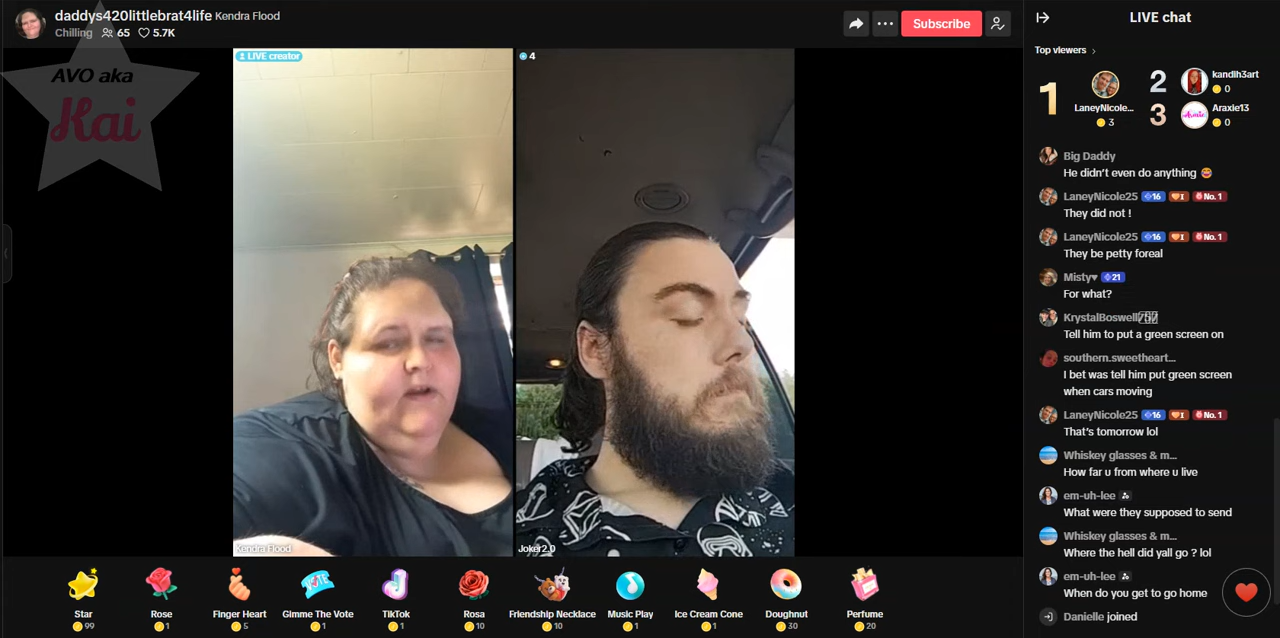 daddys420littlebrat4life Kendra Flood
Chilling 65 5.7K
Subscribe
AVO aka
Kai
LIVE creator
4
Kendra Flood
Joker2.0
Star
99
Rose
1
Finger Heart
5
Gimme The Vote
1
TikTok
1
Rosa
10
Friendship Necklace
10
Music Play
1
Ice Cream Cone
1
Doughnut
30
Perfume
20
LIVE chat
Top viewers
1
LaneyNicole...
3
2
kandih3art
0
3
Araxie13
0
Big Daddy
He didn't even do anything
LaneyNicole25 16 I No. 1
They did not !
LaneyNicole25 16 I No. 1
They be petty foreal
Misty♥ 21
For what?
KrystalBoswell
Tell him to put a green screen on
southern.sweetheart...
I bet was tell him put green screen
when cars moving
LaneyNicole25 16 I No. 1
That's tomorrow lol
Whiskey glasses & m...
How far u from where u live
em-uh-lee
What were they supposed to send
Whiskey glasses & m...
Where the hell did yall go ? lol
em-uh-lee
When do you get to go home
Danielle joined